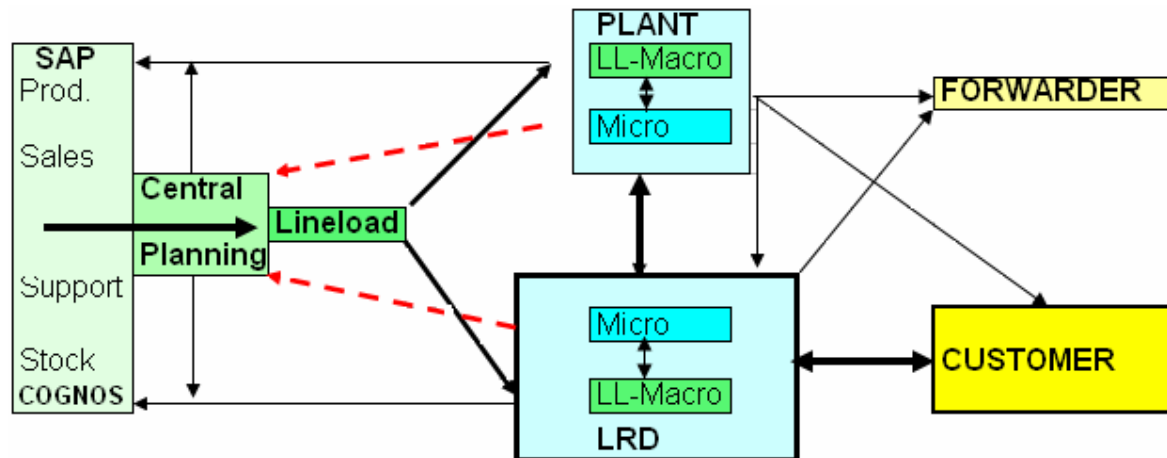 SAP
Prod.
Sales
Central
Planning
Support
Stock
COGNOS
Lineload
PLANT
LL-Macro
Micro
FORWARDER
Micro
LL-Macro
LRD
CUSTOMER